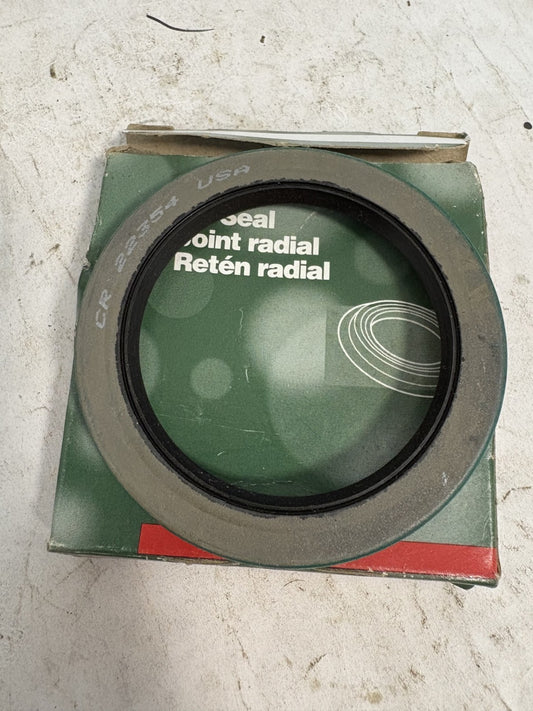 CR 22354 USA
Seal
Joint radial
Retén radial